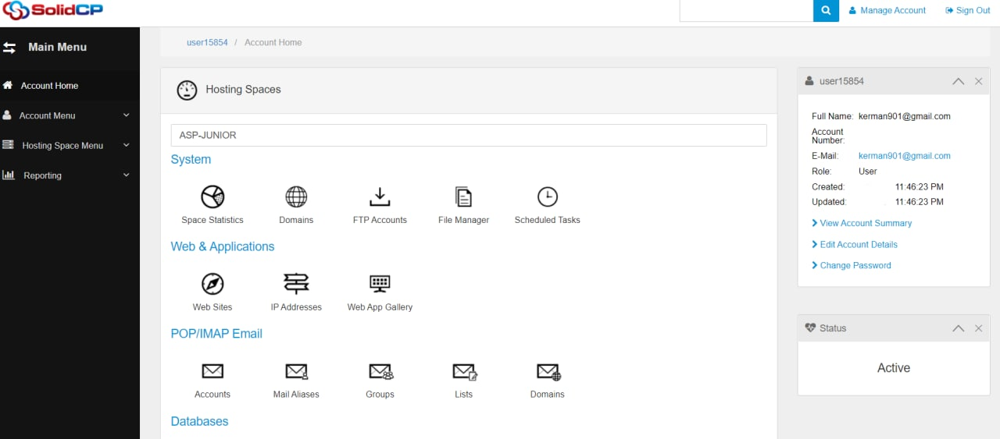 SolidCP
Manage Account
Sign Out
Main Menu
Account Home
Account Menu
Hosting Space Menu
Reporting
user15854 / Account Home
Hosting Spaces
ASP-JUNIOR
System
Space Statistics
Domains
FTP Accounts
File Manager
Scheduled Tasks
Web & Applications
Web Sites
IP Addresses
Web App Gallery
POP/IMAP Email
Accounts
Mail Aliases
Groups
Lists
Domains
Databases
user15854
Full Name: kerman901@gmail.com
Account
Number:
E-Mail: kerman901@gmail.com
Role: User
Created: 11:46:23 PM
Updated: 11:46:23 PM
View Account Summary
Edit Account Details
Change Password
Status
Active